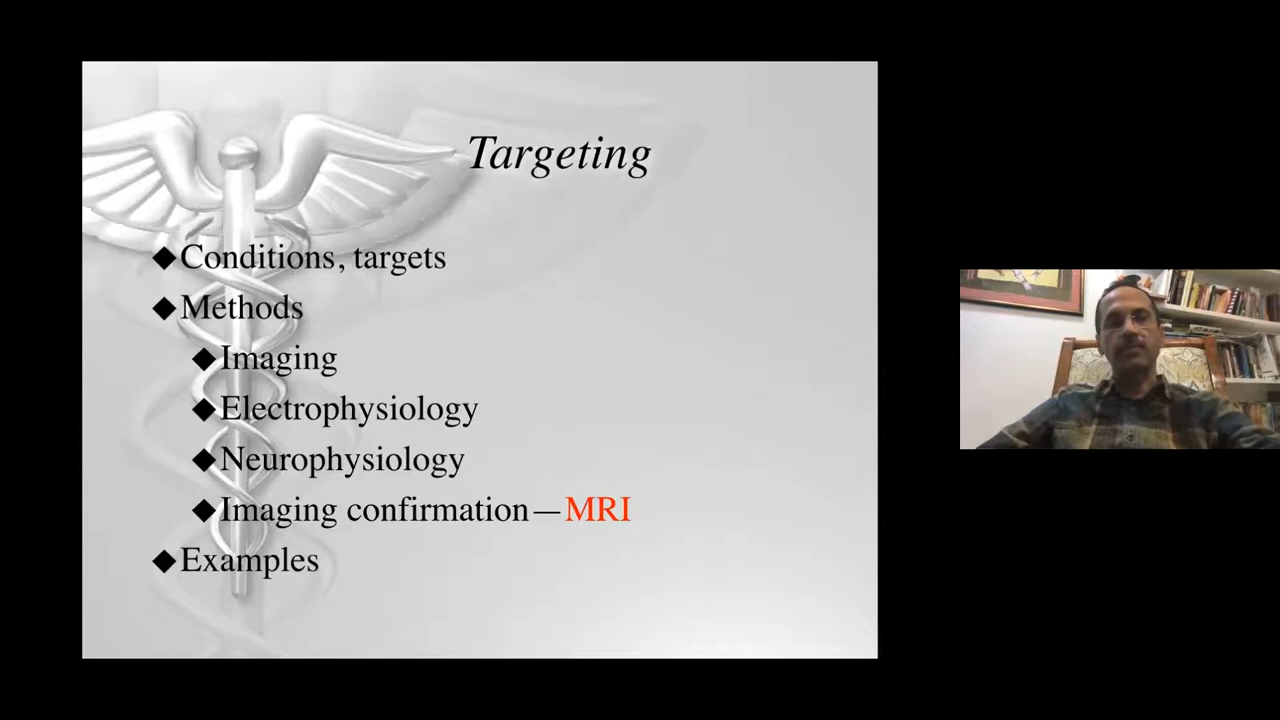 Targeting
◆Conditions, targets
◆Methods
◆Imaging
◆Electrophysiology
◆Neurophysiology
◆Imaging confirmation—MRI
◆Examples